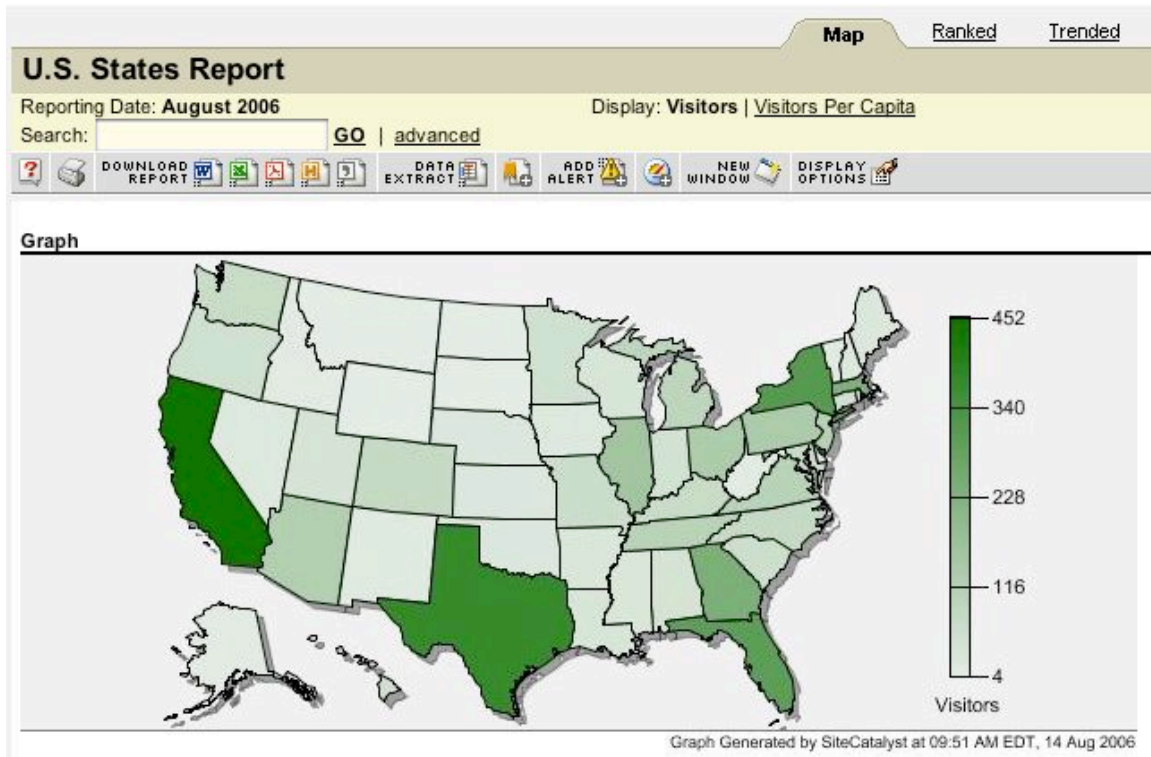 Map Ranked Trended
U.S. States Report
Reporting Date: August 2006 Display: Visitors | Visitors Per Capita
Search: GO | advanced
DOWNLOAD REPORT DATA EXTRACT ADD ALERT NEW WINDOW DISPLAY OPTIONS
Graph
452
340
228
116
4
Visitors
Graph Generated by SiteCatalyst at 09:51 AM EDT, 14 Aug 2006